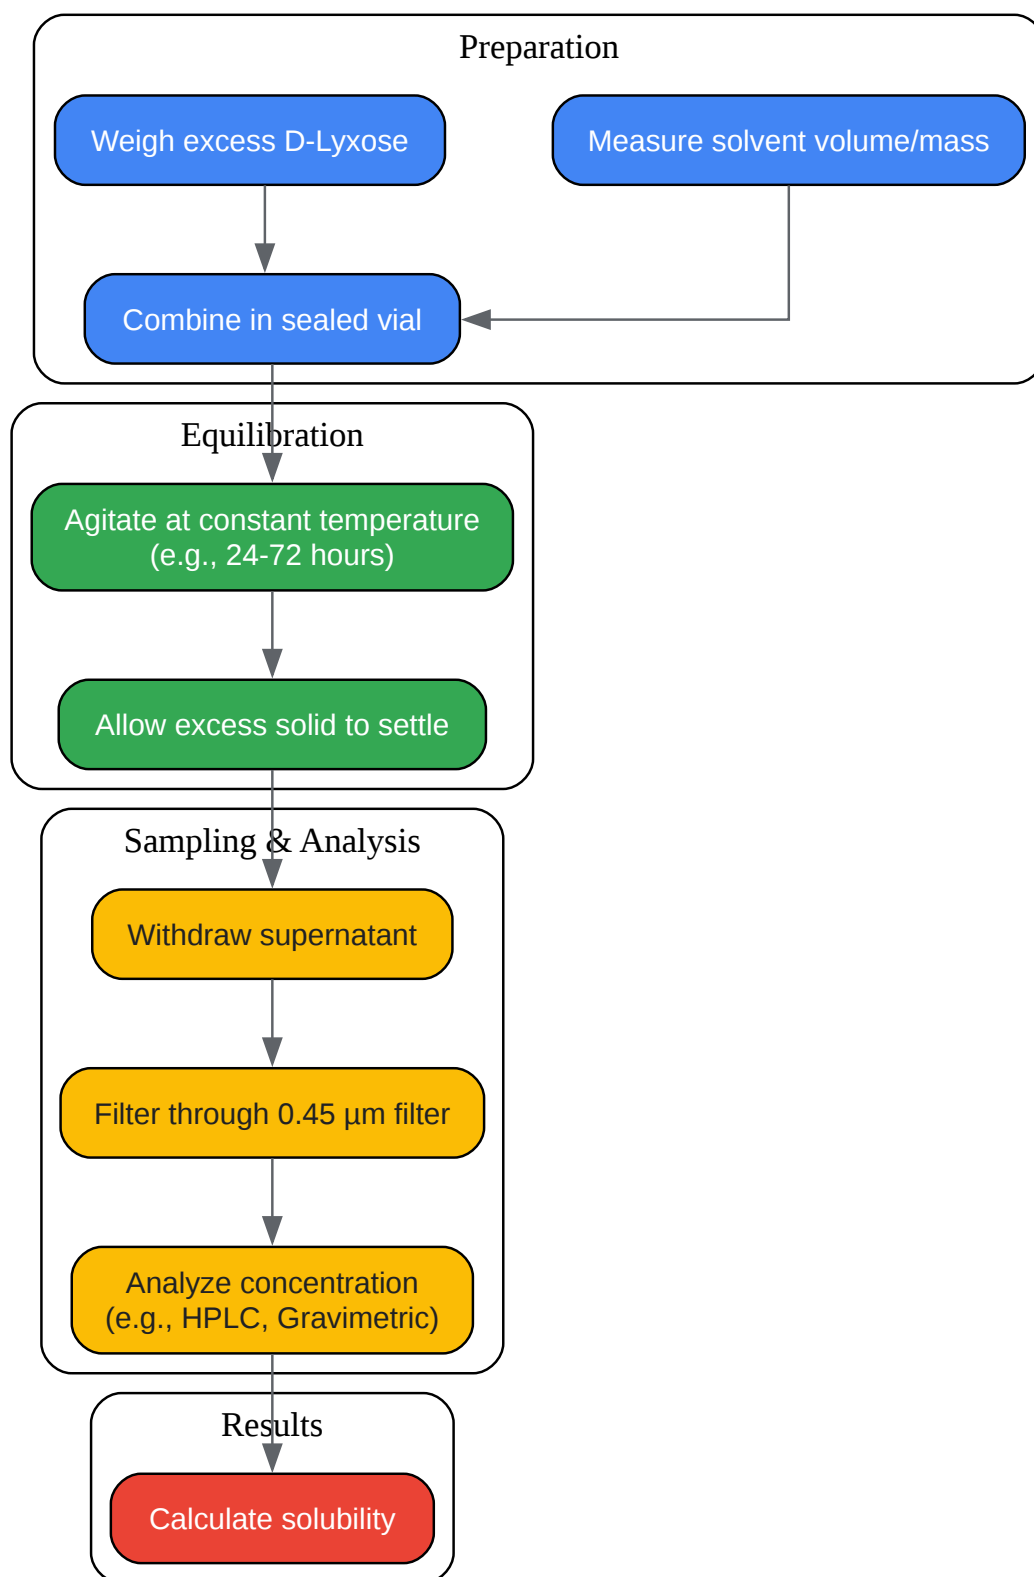 Preparation
Weigh excess D-Lyxose
Measure solvent volume/mass
Combine in sealed vial
Equilibration
Agitate at constant temperature
(e.g., 24-72 hours)
Allow excess solid to settle
Sampling & Analysis
Withdraw supernatant
Filter through 0.45 µm filter
Analyze concentration
(e.g., HPLC, Gravimetric)
Results
Calculate solubility